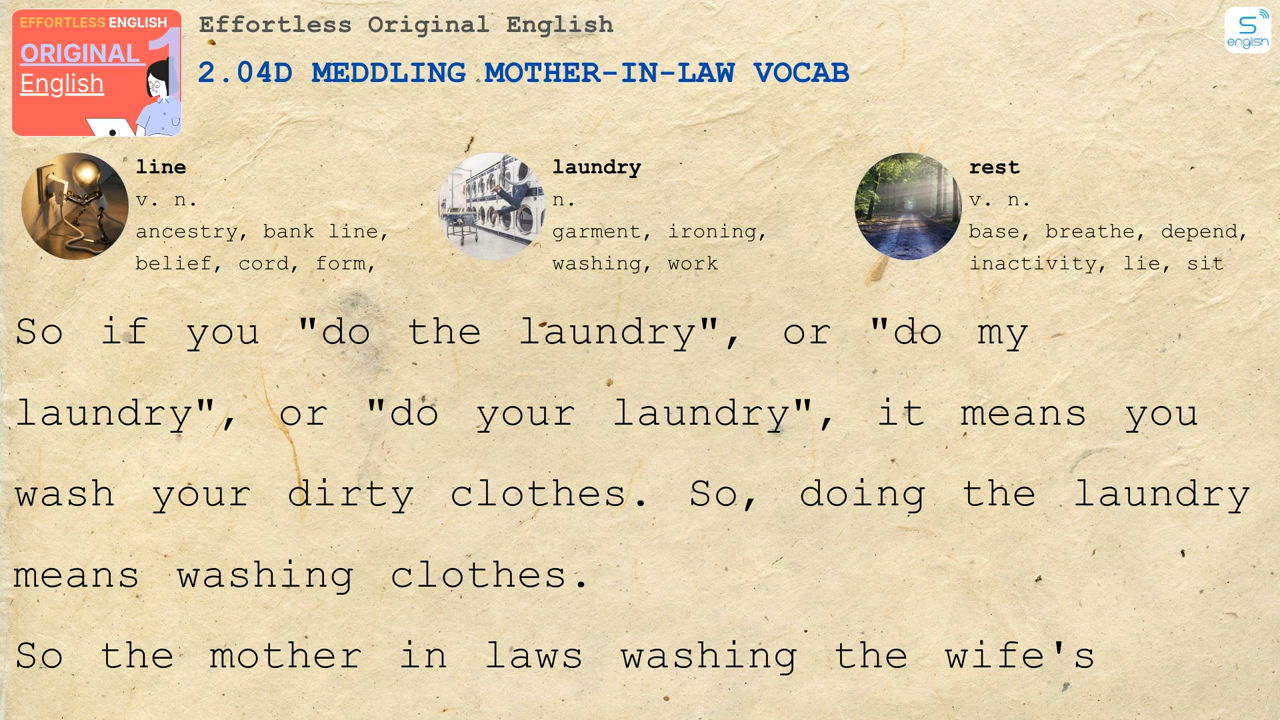 EFFORTLESS ENGLISH
ORIGINAL 1
English
Effortless Original English
2.04D MEDDLING MOTHER-IN-LAW VOCAB
S
english
line
v. n.
ancestry, bank line,
belief, cord, form,
laundry
n.
garment, ironing,
washing, work
rest
v. n.
base, breathe, depend,
inactivity, lie, sit
So if you "do the laundry", or "do my
laundry", or "do your laundry", it means you
wash your dirty clothes. So, doing the laundry
means washing clothes.
So the mother in laws washing the wife's